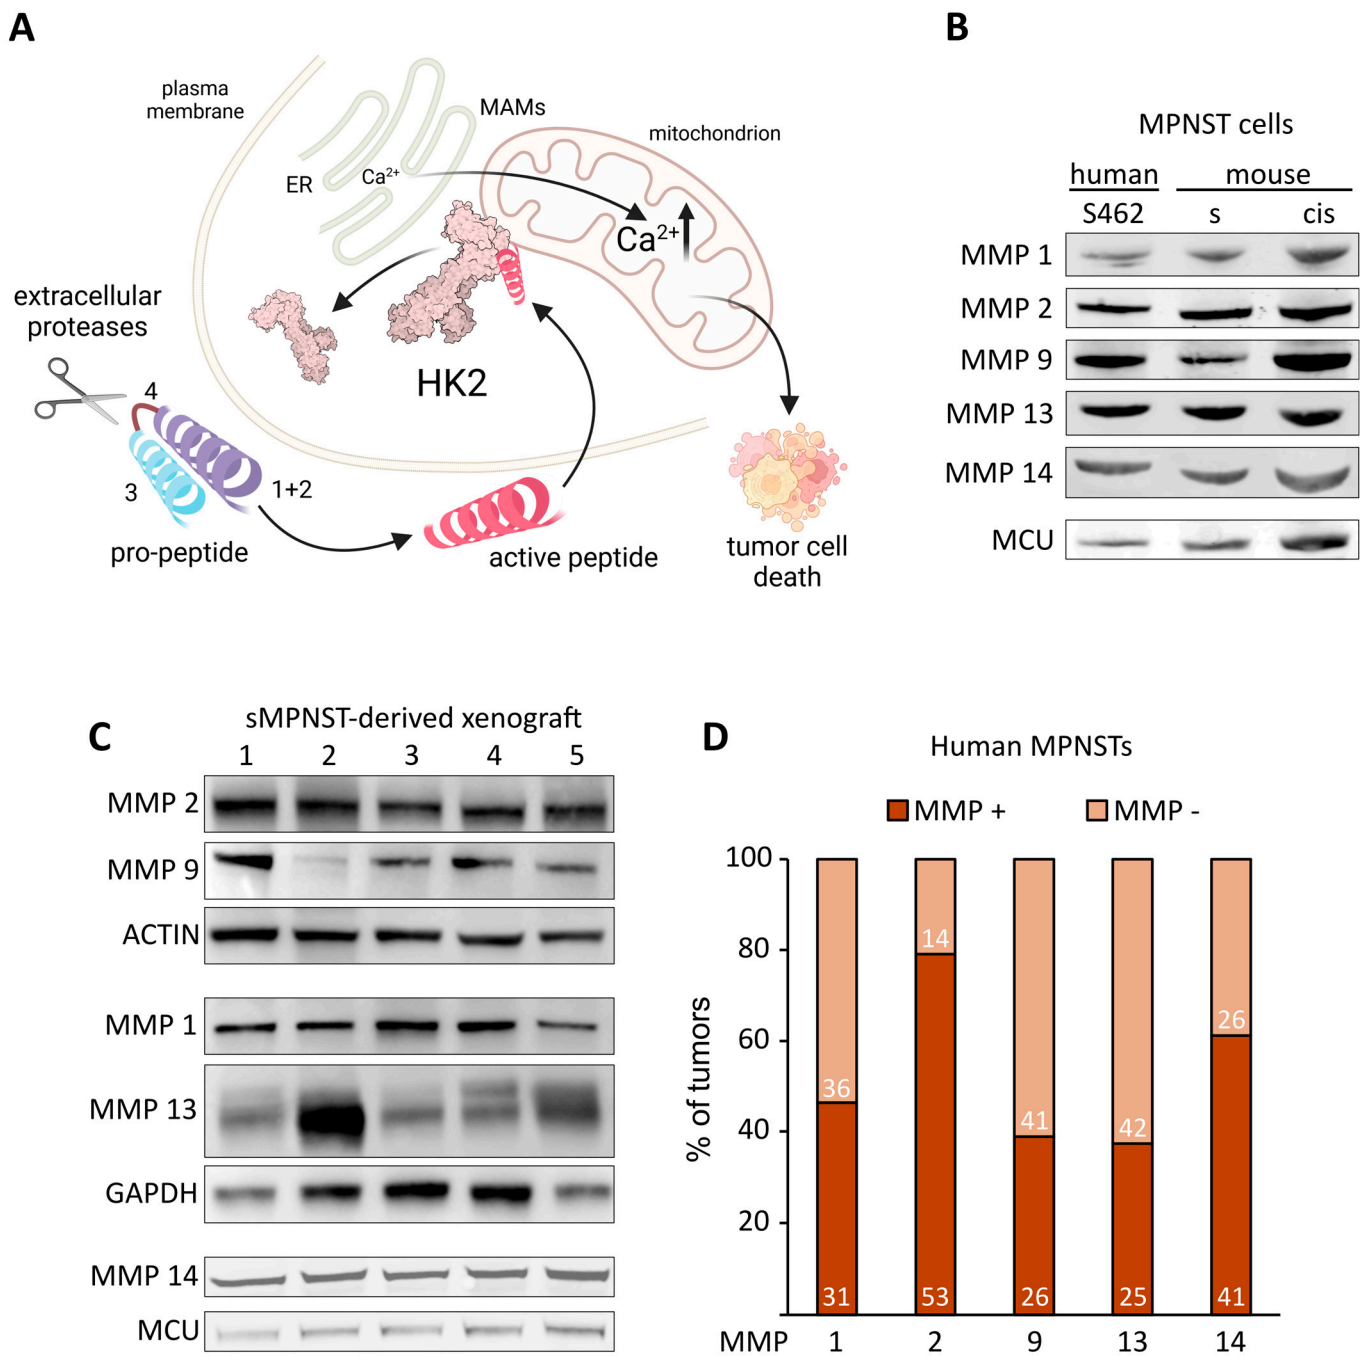 A
plasma
membrane
MAMs
mitochondrion
ER
Ca²⁺
Ca²⁺
extracellular
proteases
HK2
4
3
1+2
pro-peptide
active peptide
tumor cell
death
B
MPNST cells
human mouse
S462 s cis
MMP 1
MMP 2
MMP 9
MMP 13
MMP 14
MCU
C
sMPNST-derived xenograft
1 2 3 4 5
MMP 2
MMP 9
ACTIN
MMP 1
MMP 13
GAPDH
MMP 14
MCU
D
Human MPNSTs
MMP + MMP -
% of tumors
100
80
60
40
20
36 14 41 42 26
31 53 26 25 41
MMP 1 2 9 13 14